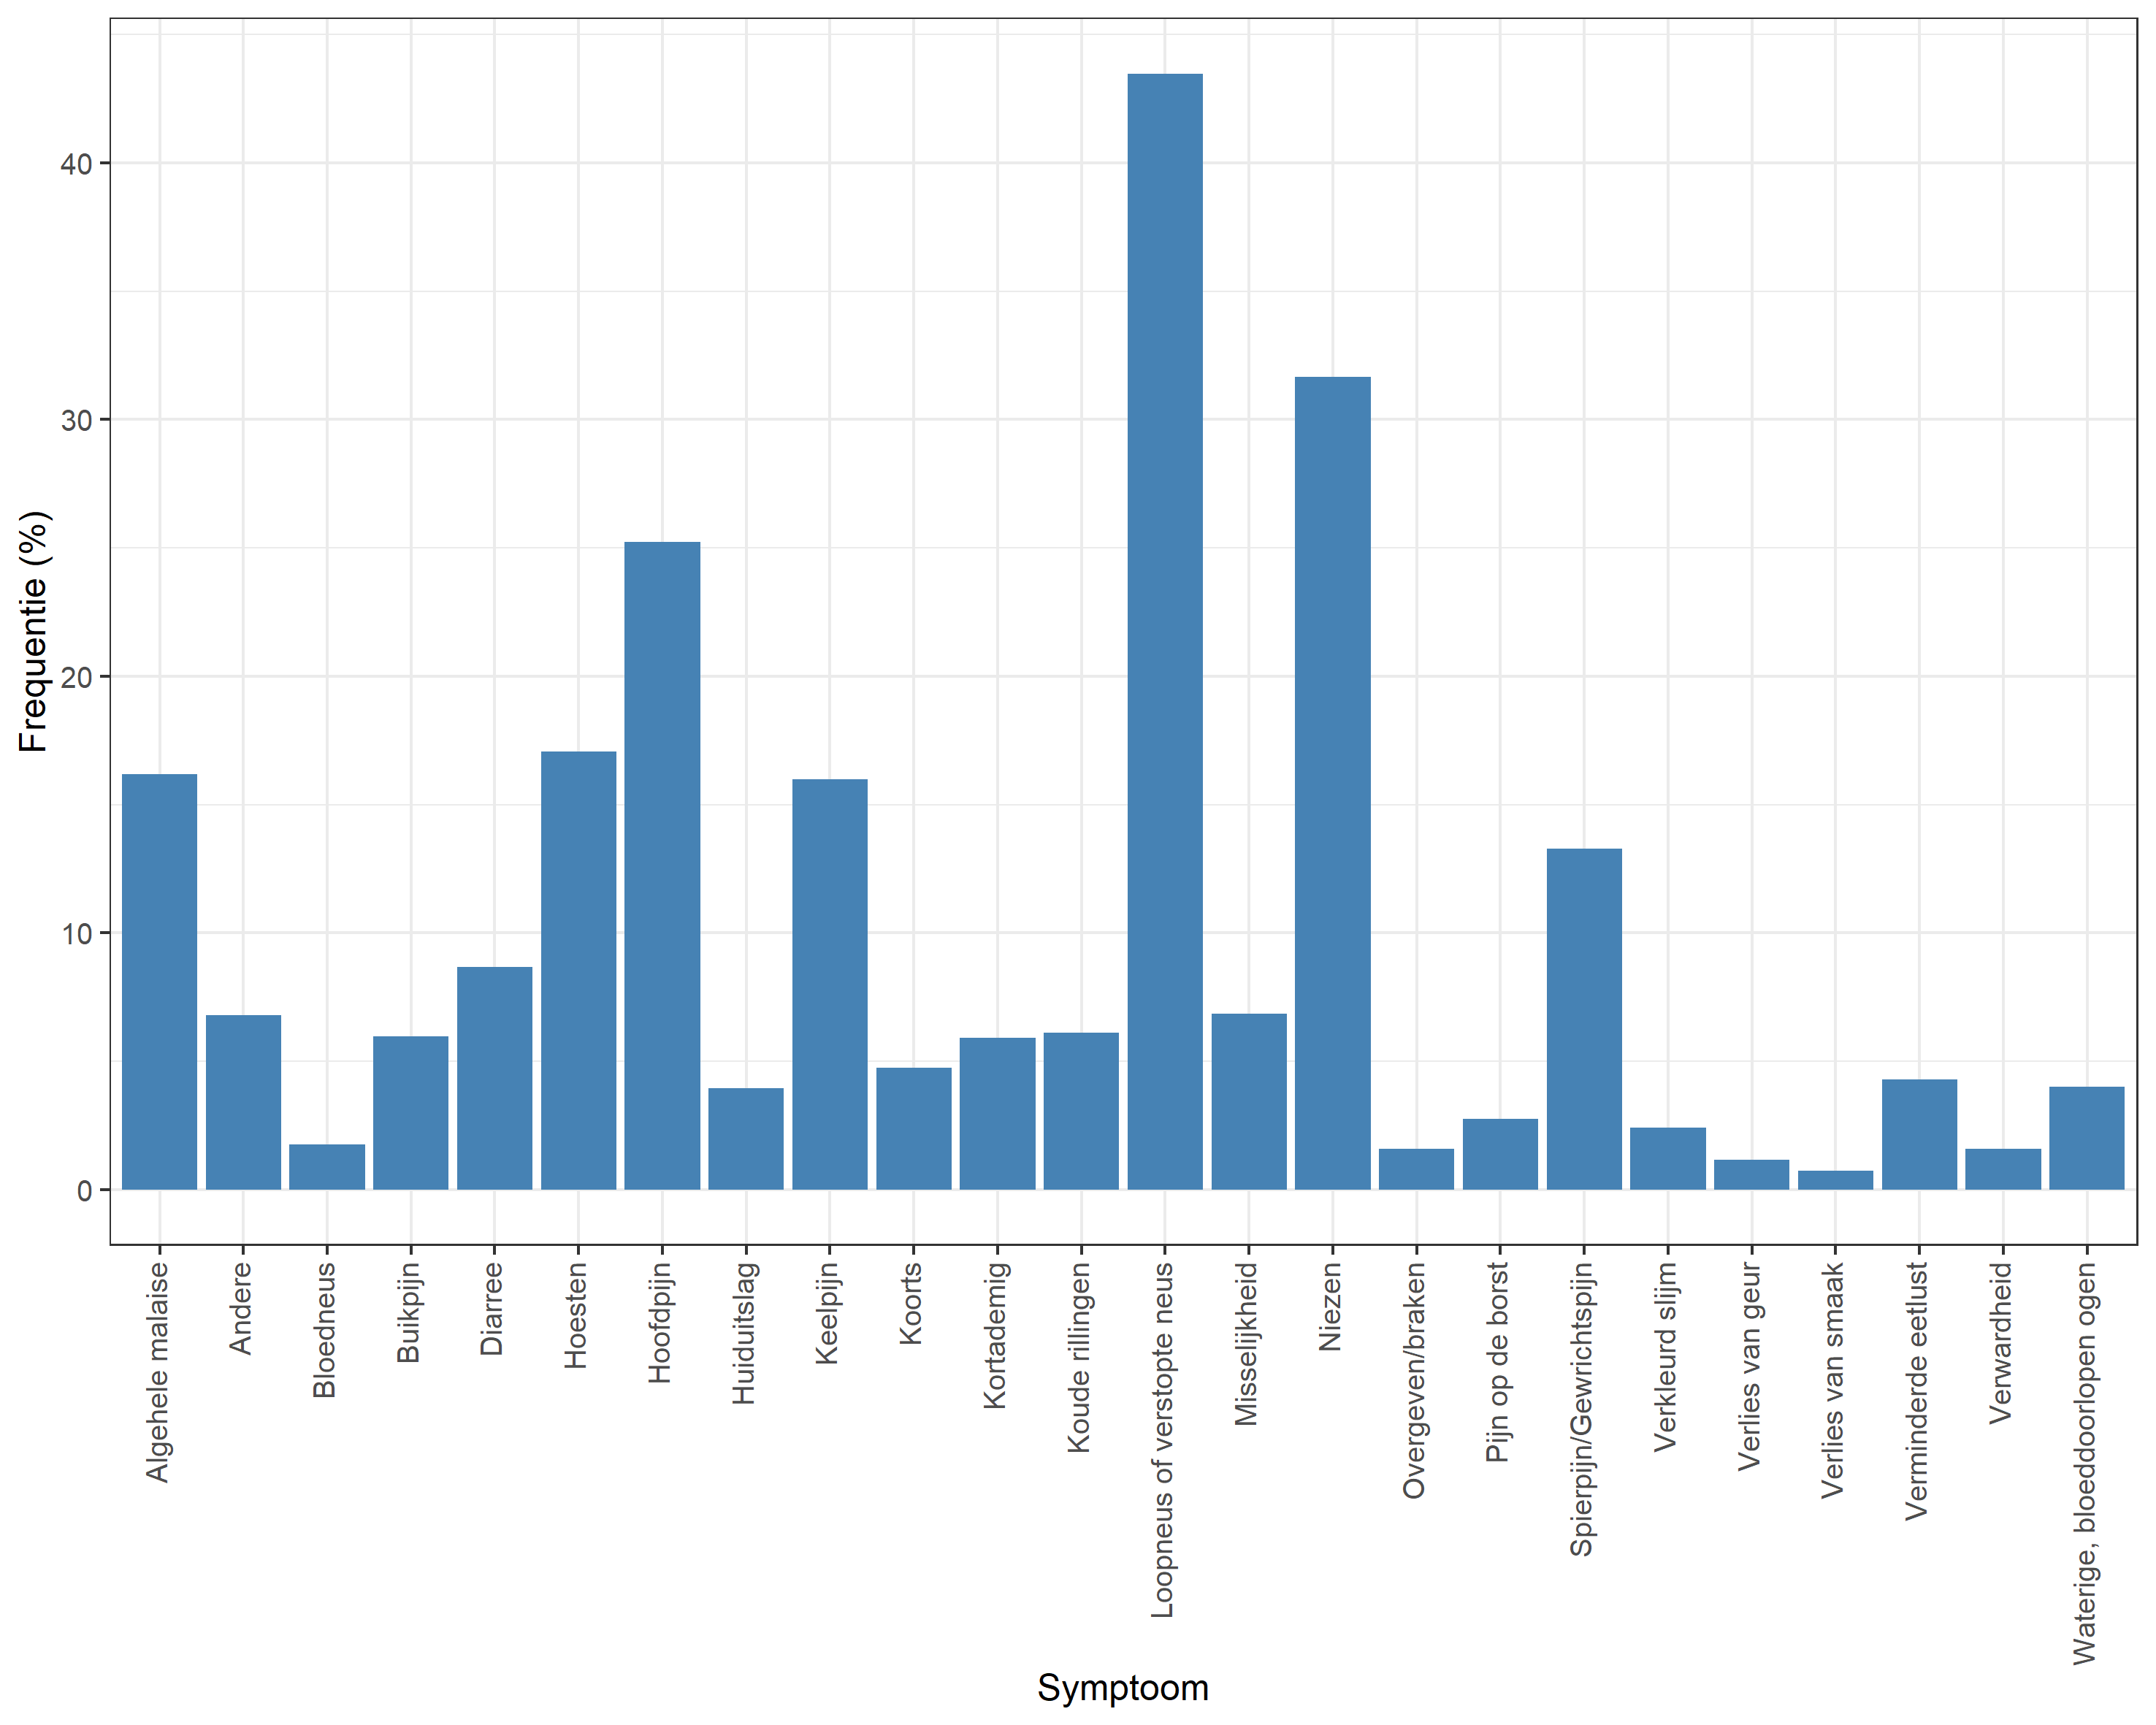 Frequentie (%)
40
30
20
10
0
Algehele malaise
Andere
Bloedneus
Buikpijn
Diarree
Hoesten
Hoofdpijn
Huiduitslag
Keelpijn
Koorts
Kortademig
Koude rillingen
Loopneus of verstopte neus
Misselijkheid
Niezen
Overgeven/braken
Pijn op de borst
Spierpijn/Gewrichtspijn
Verkleurd slijm
Verlies van geur
Verlies van smaak
Verminderde eetlust
Verwardheid
Waterige, bloeddoorlopen ogen
Symptoom